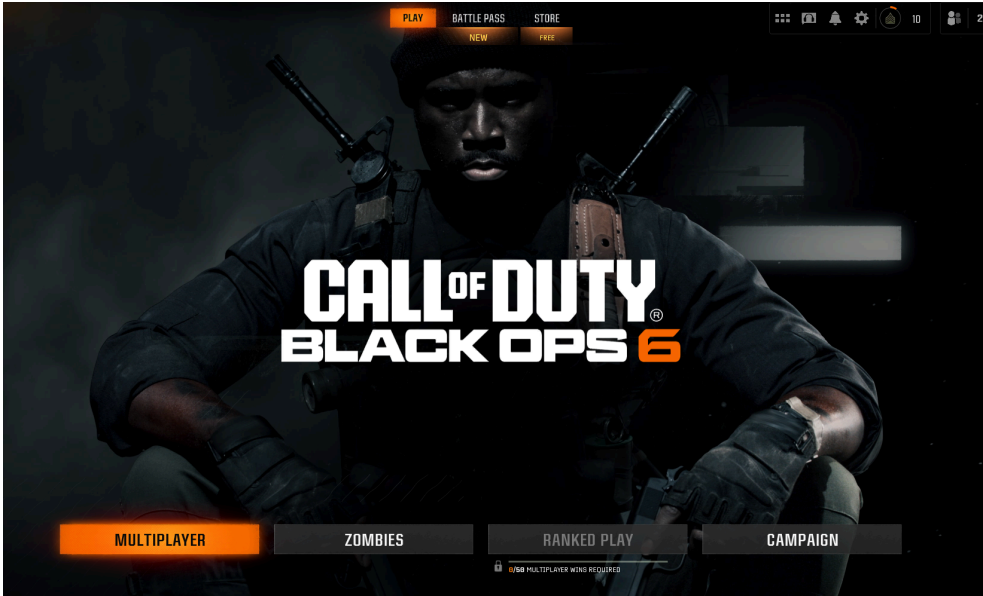 PLAY BATTLE PASS STORE
NEW FREE
10 2
CALL OF DUTY®
BLACK OPS 6
MULTIPLAYER ZOMBIES RANKED PLAY CAMPAIGN
0/50 MULTIPLAYER WINS REQUIRED